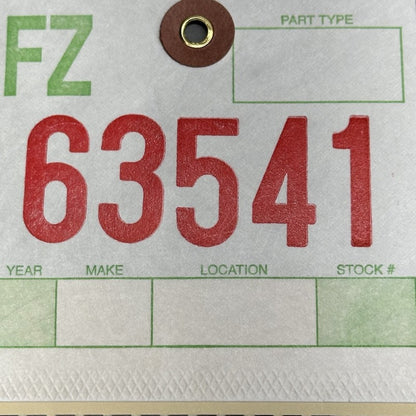 FZ
PART TYPE
63541
YEAR MAKE LOCATION STOCK #